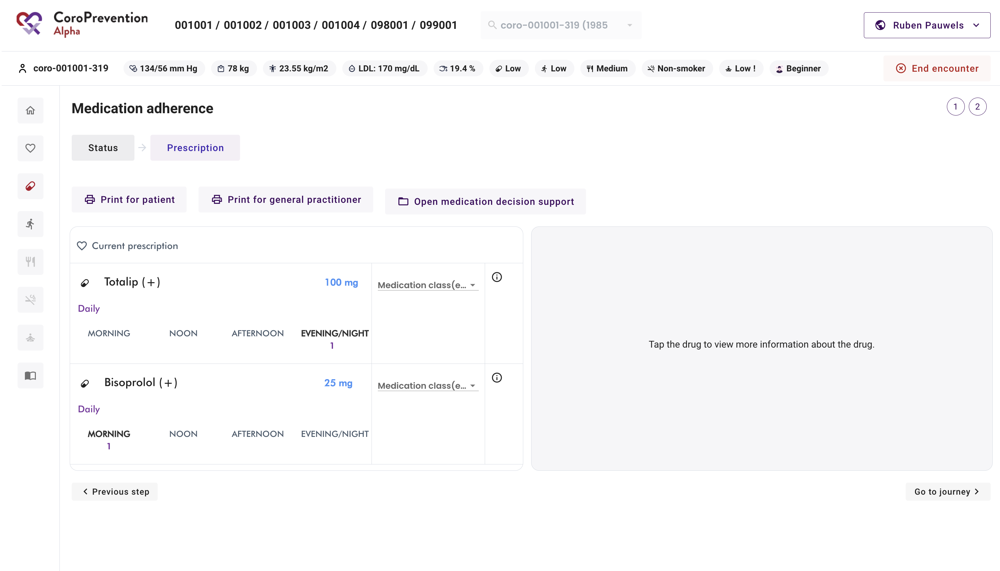 CoroPrevention
Alpha
001001 / 001002 / 001003 / 001004 / 098001 / 099001
coro-001001-319 (1985
Ruben Pauwels
coro-001001-319
134/56 mm Hg
78 kg
23.55 kg/m2
LDL: 170 mg/dL
19.4 %
Low
Low
Medium
Non-smoker
Low !
Beginner
End encounter
Medication adherence
1
2
Status
Prescription
Print for patient
Print for general practitioner
Open medication decision support
Current prescription
Totalip (+)
100 mg
Medication class(e...
Daily
MORNING
NOON
AFTERNOON
EVENING/NIGHT
1
Bisoprolol (+)
25 mg
Medication class(e...
Daily
MORNING
NOON
AFTERNOON
EVENING/NIGHT
1
Tap the drug to view more information about the drug.
Previous step
Go to journey